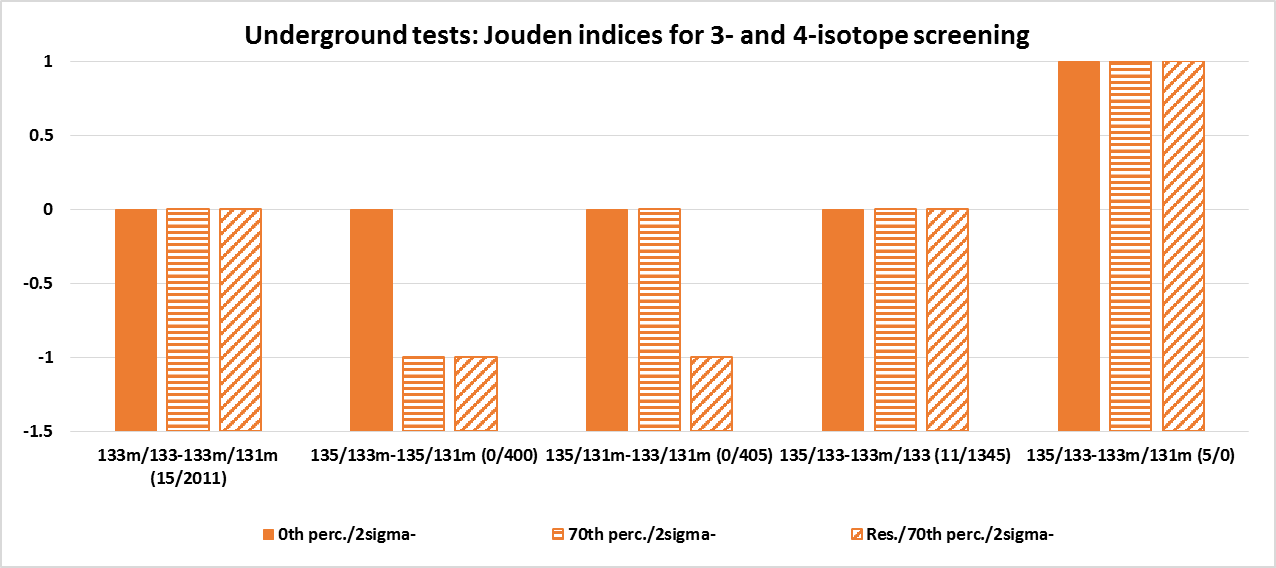 Underground tests: Jouden indices for 3- and 4-isotope screening
1
0.5
0
-0.5
-1
-1.5
133m/133-133m/131m
(15/2011)
135/133m-135/131m (0/400)
135/131m-133/131m (0/405)
135/133-133m/133 (11/1345)
135/133-133m/131m (5/0)
0th perc./2sigma-
70th perc./2sigma-
Res./70th perc./2sigma-